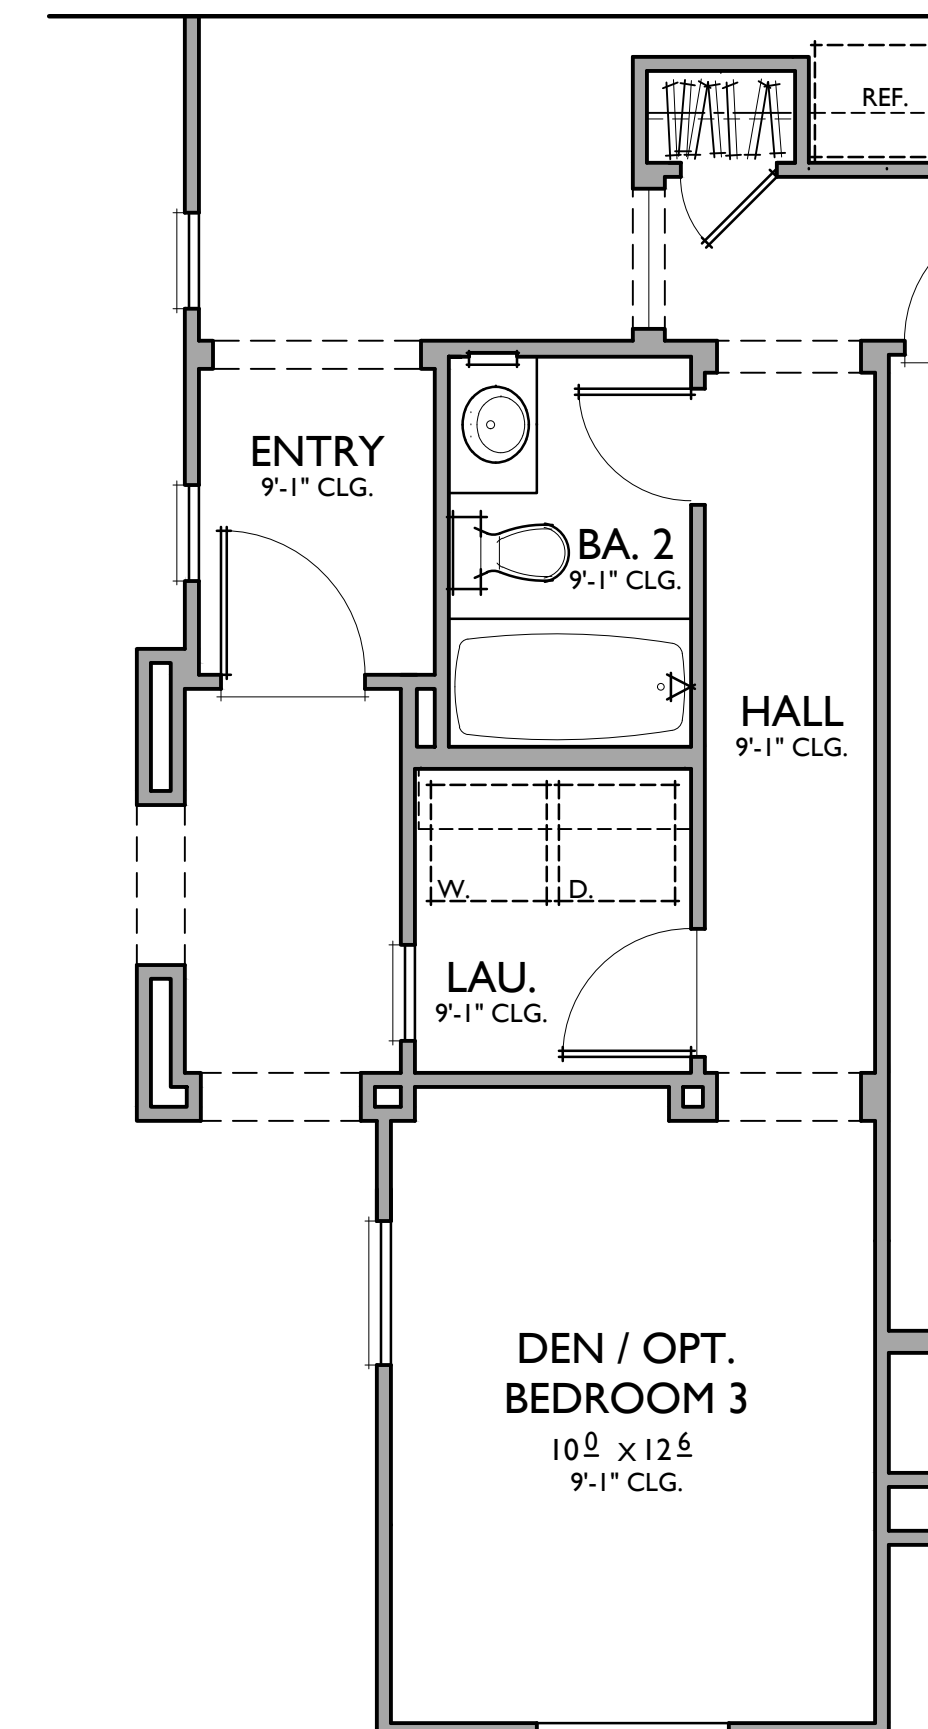 REF.
ENTRY
9'-1" CLG.
BA. 2
9'-1" CLG.
HALL
9'-1" CLG.
W. D.
LAU.
9'-1" CLG.
DEN / OPT.
BEDROOM 3
10 0 X 12 6
9'-1" CLG.